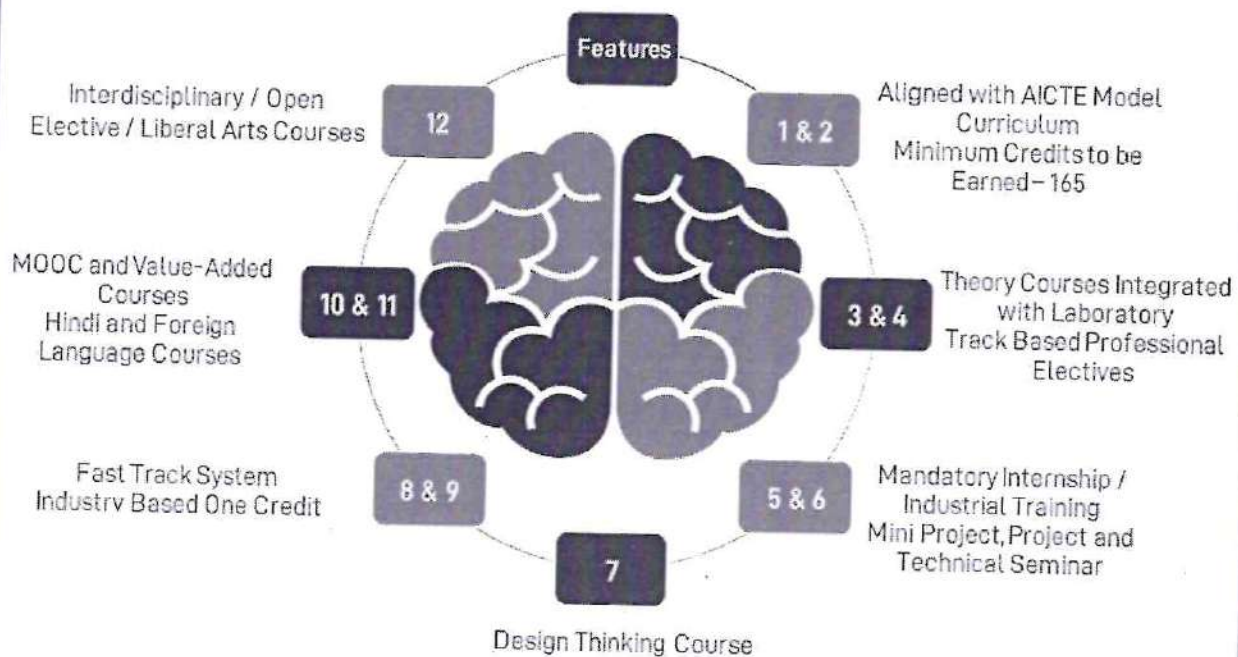 Features
1 & 2
Aligned with AICTE Model
Curriculum
Minimum Credits to be
Earned – 165
3 & 4
Theory Courses Integrated
with Laboratory
Track Based Professional
Electives
5 & 6
Mandatory Internship /
Industrial Training
Mini Project, Project and
Technical Seminar
7
Design Thinking Course
8 & 9
Fast Track System
Industry Based One Credit
10 & 11
MOOC and Value-Added
Courses
Hindi and Foreign
Language Courses
12
Interdisciplinary / Open
Elective / Liberal Arts Courses